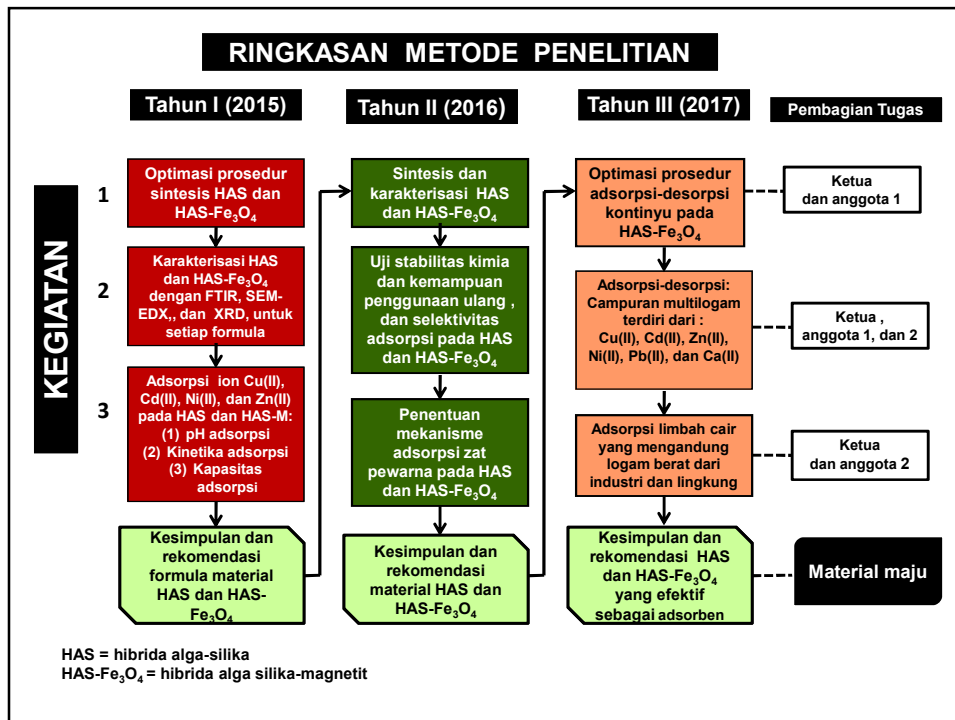 RINGKASAN METODE PENELITIAN
Tahun I (2015)
Tahun II (2016)
Tahun III (2017)
Pembagian Tugas
KEGIATAN
1
Optimasi prosedur
sintesis HAS dan
HAS-Fe₃O₄
Sintesis dan
karakterisasi HAS
dan HAS-Fe₃O₄
Optimasi prosedur
adsorpsi-desorpsi
kontinyu pada
HAS-Fe₃O₄
Ketua
dan anggota 1
2
Karakterisasi HAS
dan HAS-Fe₃O₄
dengan FTIR, SEM-
EDX,, dan XRD, untuk
setiap formula
Uji stabilitas kimia
dan kemampuan
penggunaan ulang ,
dan selektivitas
adsorpsi pada HAS
dan HAS-Fe₃O₄
Adsorpsi-desorpsi:
Campuran multilogam
terdiri dari :
Cu(II), Cd(II), Zn(II),
Ni(II), Pb(II), dan Ca(II)
Ketua ,
anggota 1, dan 2
3
Adsorpsi ion Cu(II),
Cd(II), Ni(II), dan Zn(II)
pada HAS dan HAS-M:
(1) pH adsorpsi
(2) Kinetika adsorpsi
(3) Kapasitas
adsorpsi
Penentuan
mekanisme
adsorpsi zat
pewarna pada HAS
dan HAS-Fe₃O₄
Adsorpsi limbah cair
yang mengandung
logam berat dari
industri dan lingkung
Ketua
dan anggota 2
Kesimpulan dan
rekomendasi
formula material
HAS dan HAS-
Fe₃O₄
Kesimpulan dan
rekomendasi
material HAS dan
HAS-Fe₃O₄
Kesimpulan dan
rekomendasi HAS
dan HAS-Fe₃O₄
yang efektif
sebagai adsorben
Material maju
HAS = hibrida alga-silika
HAS-Fe₃O₄ = hibrida alga silika-magnetit